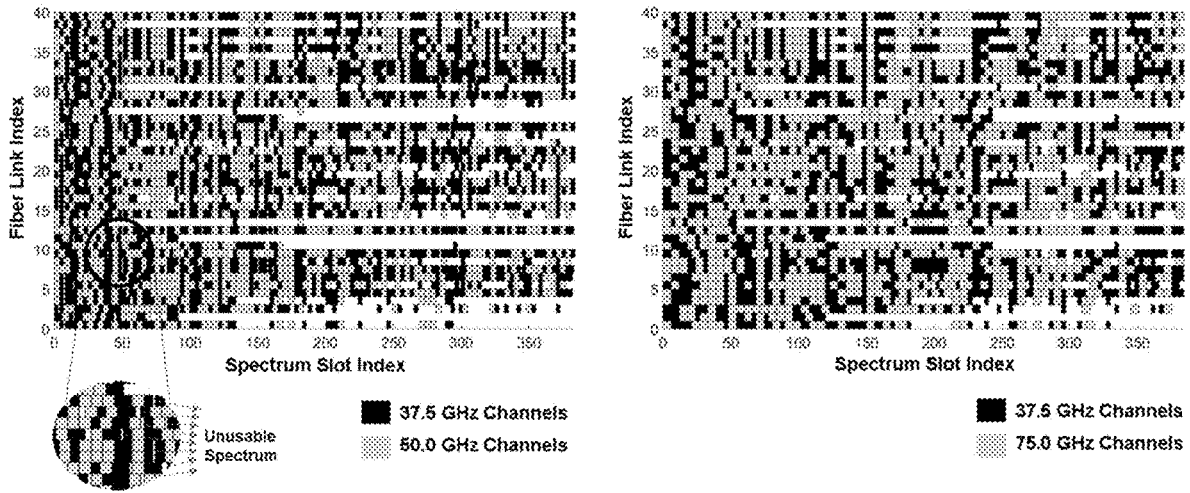 40
35
30
25
20
15
10
5
0
Fiber Link Index
0 50 100 150 200 250 300 350
Spectrum Slot Index
Unusable
Spectrum
37.5 GHz Channels
50.0 GHz Channels
40
35
30
25
20
15
10
5
0
Fiber Link Index
0 50 100 150 200 250 300 350
Spectrum Slot Index
37.5 GHz Channels
75.0 GHz Channels